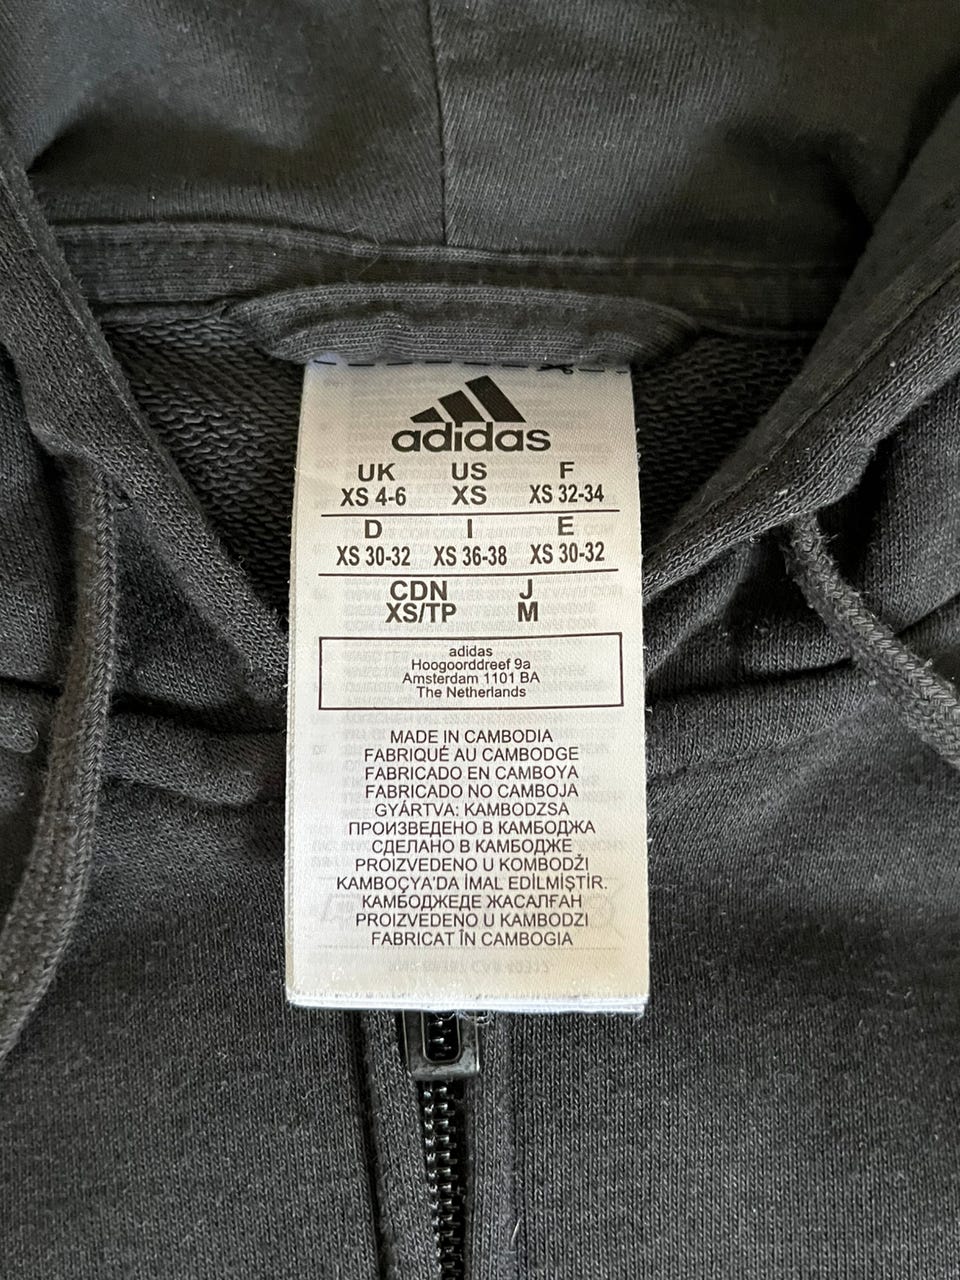 adidas
UK US F
XS 4-6 XS XS 32-34
D I E
XS 30-32 XS 36-38 XS 30-32
CDN J
XS/TP M
adidas
Hoogoorddreef 9a
Amsterdam 1101 BA
The Netherlands
MADE IN CAMBODIA
FABRIQUÉ AU CAMBODGE
FABRICADO EN CAMBOYA
FABRICADO NO CAMBOJA
GYÁRTVA: KAMBODZSA
ПРОИЗВЕДЕНО В КАМБОДЖА
СДЕЛАНО В КАМБОДЖЕ
PROIZVEDENO U KOMBODŽI
KAMBOÇYA'DA İMAL EDİLMİŞTİR.
КАМБОДЖЕДЕ ЖАСАЛҒАН
PROIZVEDENO U KAMBODZI
FABRICAT ÎN CAMBOGIA